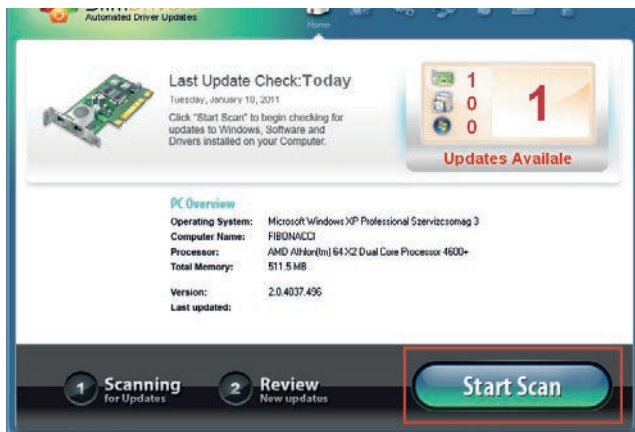 SlimDrivers
Automated Driver Updates
Home
Last Update Check:Today
Tuesday, January 18, 2011
Click "Start Scan" to
begin checking for
updates to Windows, Software and
Drivers installed on your Computer.
1
0
0
1
Updates Availale
PC Overview
Operating System: Microsoft Windows XP Professional Szervizcsomag 3
Computer Name: FIBONACCI
Processor: AMD Athlon(tm) 64 X2 Dual Core Processor 4600+
Total Memory: 511.5 MB
Version: 2.0.4037.496
Last updated:
1 Scanning
for Updates
2 Review
New updates
Start Scan